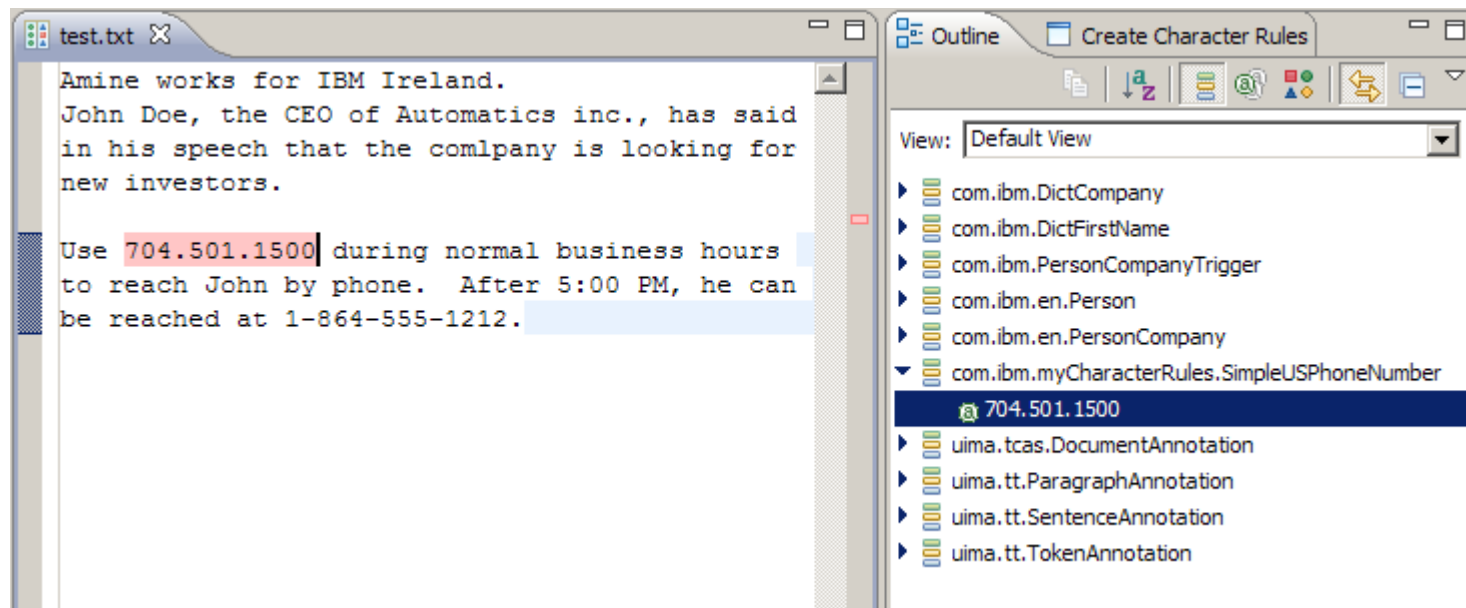 test.txt
Amine works for IBM Ireland.
John Doe, the CEO of Automatics inc., has said
in his speech that the comlpany is looking for
new investors.
Use 704.501.1500 during normal business hours
to reach John by phone.  After 5:00 PM, he can
be reached at 1-864-555-1212.
Outline
Create Character Rules
View: Default View
com.ibm.DictCompany
com.ibm.DictFirstName
com.ibm.PersonCompanyTrigger
com.ibm.en.Person
com.ibm.en.PersonCompany
com.ibm.myCharacterRules.SimpleUSPhoneNumber
704.501.1500
uima.tcas.DocumentAnnotation
uima.tt.ParagraphAnnotation
uima.tt.SentenceAnnotation
uima.tt.TokenAnnotation